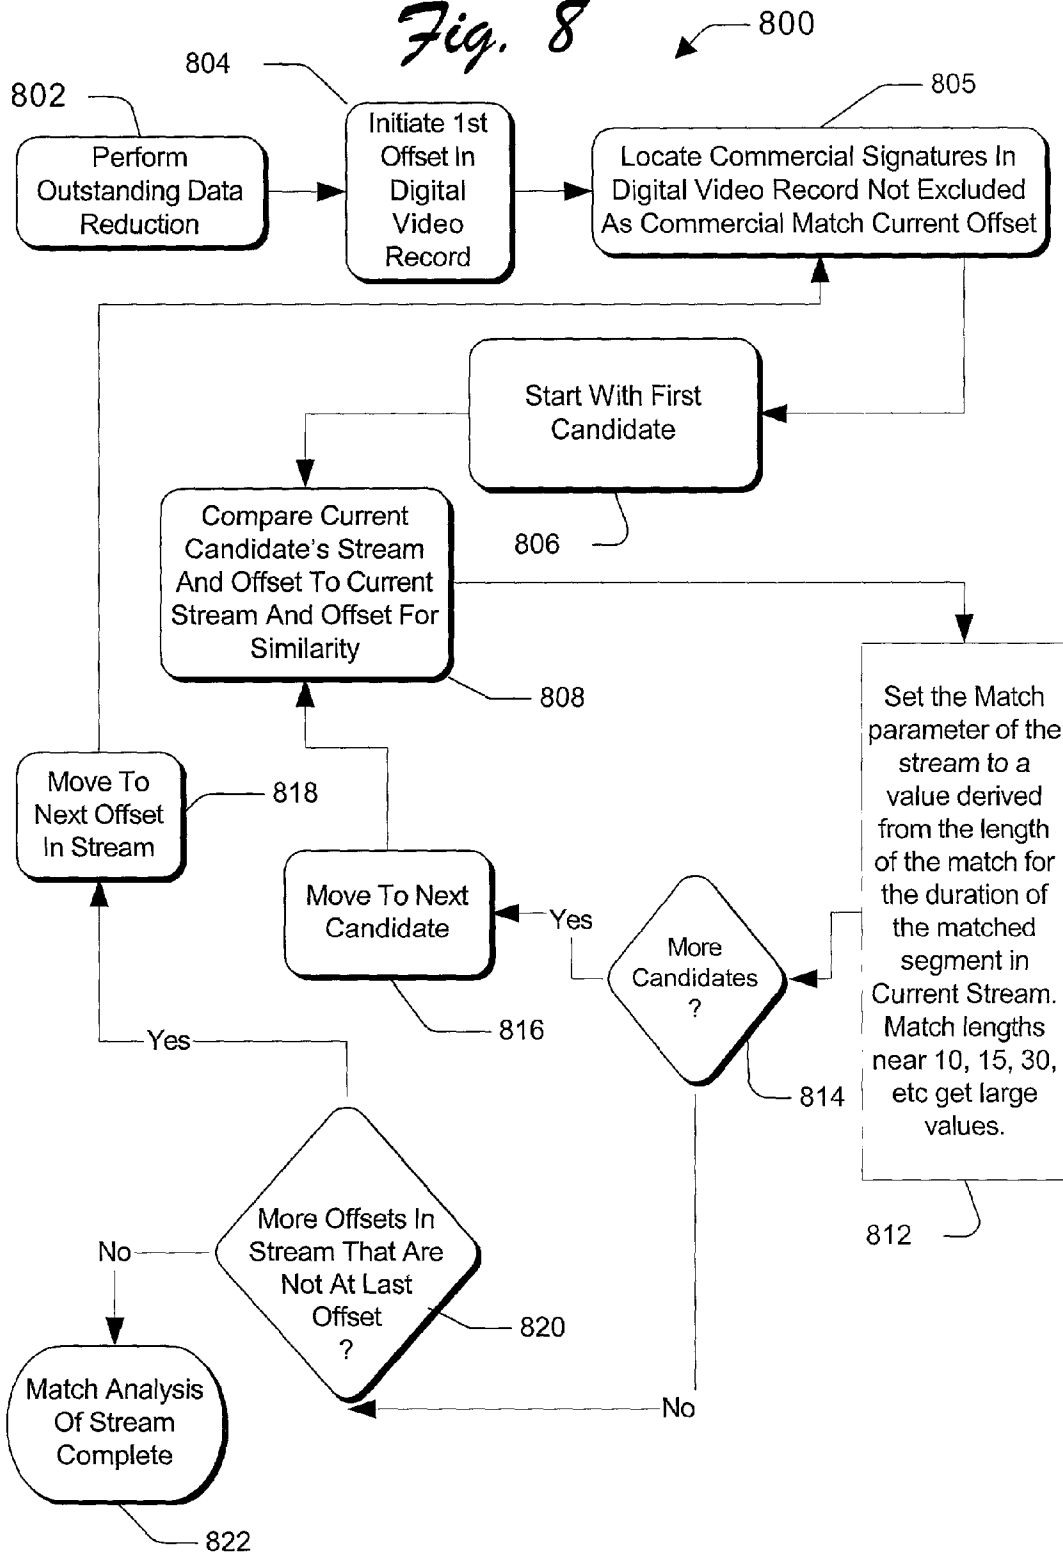 Fig. 8
800
802
804
805
Perform
Outstanding Data
Reduction
Initiate 1st
Offset In
Digital
Video
Record
Locate Commercial Signatures In
Digital Video Record Not Excluded
As Commercial Match Current Offset
Start With First
Candidate
806
Compare Current
Candidate's Stream
And Offset To Current
Stream And Offset For
Similarity
808
Set the Match
parameter of the
stream to a
value derived
from the length
of the match for
the duration of
the matched
segment in
Current Stream.
Match lengths
near 10, 15, 30,
etc get large
values.
812
Move To
Next Offset
In Stream
818
Move To Next
Candidate
816
Yes
More
Candidates
?
814
Yes
More Offsets In
Stream That Are
Not At Last
Offset
?
820
No
No
Match Analysis
Of Stream
Complete
822